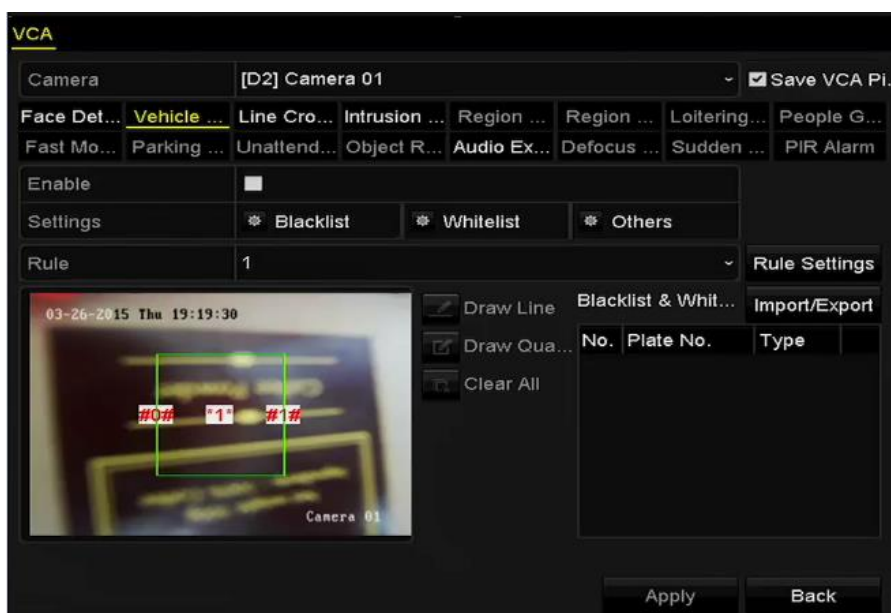 VCA
Camera [D2] Camera 01 Save VCA Pi.
Face Det... Vehicle ... Line Cro... Intrusion ... Region ... Region ... Loitering... People G...
Fast Mo... Parking ... Unattend... Object R... Audio Ex... Defocus ... Sudden ... PIR Alarm
Enable
Settings Blacklist Whitelist Others
Rule 1 Rule Settings
03-26-2015 Thu 19:19:30 Draw Line Blacklist & Whit... Import/Export
Draw Qua... No. Plate No. Type
Clear All
#0# *1* #1#
Camera 01
Apply Back